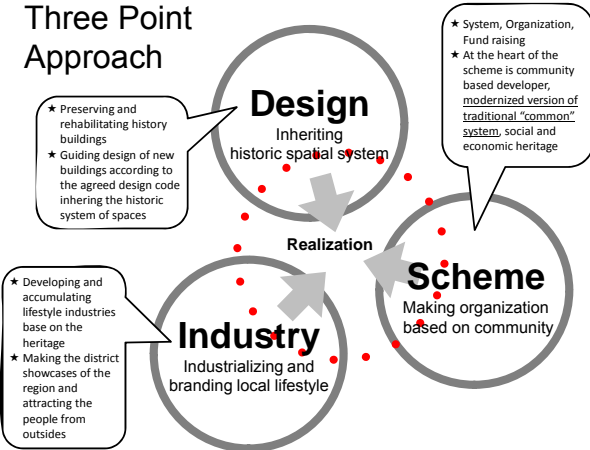 Three Point
Approach
★ Preserving and
rehabilitating history
buildings
★ Guiding design of new
buildings according to
the agreed design code
inhering the historic
system of spaces
Design
Inheriting
historic spatial system
★ System, Organization,
Fund raising
★ At the heart of the
scheme is community
based developer,
modernized version of
traditional “common”
system, social and
economic heritage
Realization
Scheme
Making organization
based on community
★ Developing and
accumulating
lifestyle industries
base on the
heritage
★ Making the district
showcases of the
region and
attracting the
people from
outsides
Industry
Industrializing and
branding local lifestyle